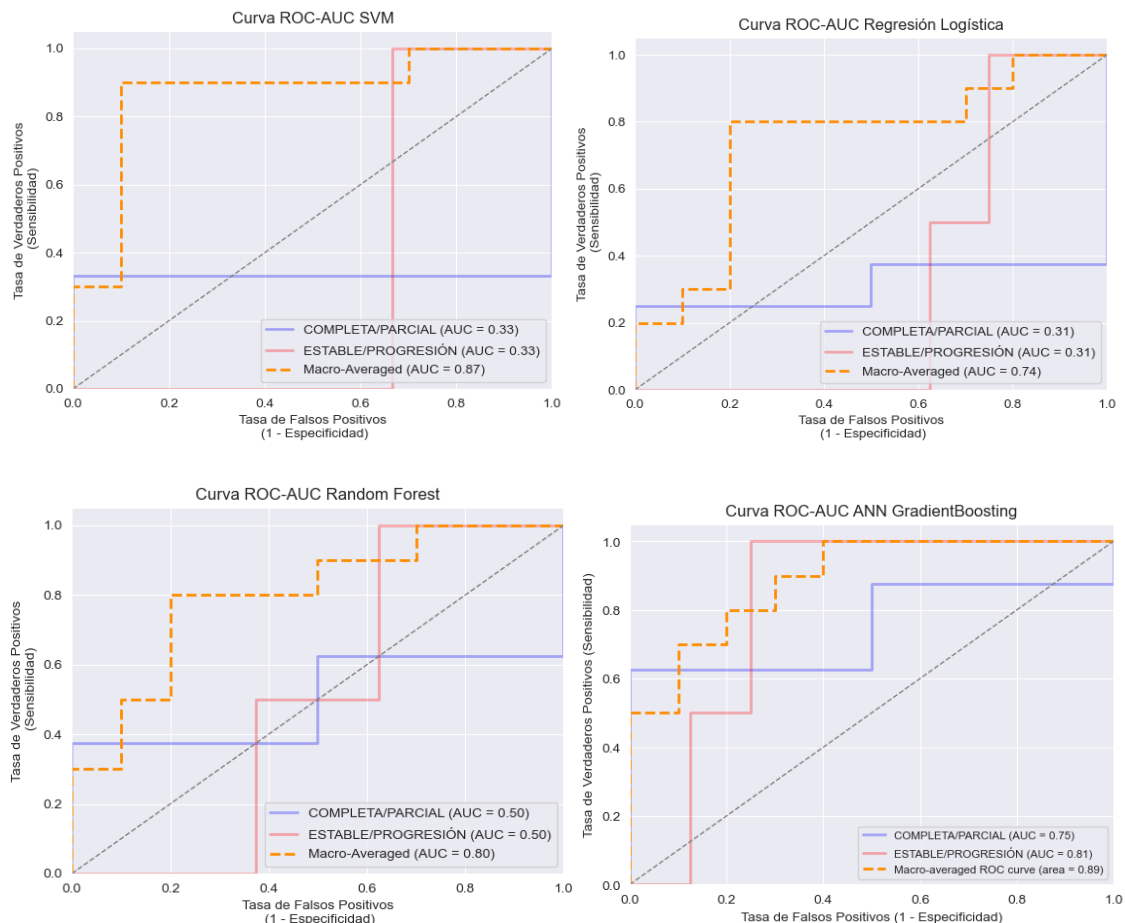 Curva ROC-AUC SVM
1.0
0.8
0.6
0.4
0.2
0.0
Tasa de Verdaderos Positivos
(Sensibilidad)
COMPLETA/PARCIAL (AUC = 0.33)
ESTABLE/PROGRESIÓN (AUC = 0.33)
Macro-Averaged (AUC = 0.87)
0.0 0.2 0.4 0.6 0.8 1.0
Tasa de Falsos Positivos
(1 - Especificidad)
Curva ROC-AUC Regresión Logística
1.0
0.8
0.6
0.4
0.2
0.0
Tasa de Verdaderos Positivos
(Sensibilidad)
COMPLETA/PARCIAL (AUC = 0.31)
ESTABLE/PROGRESIÓN (AUC = 0.31)
Macro-Averaged (AUC = 0.74)
0.0 0.2 0.4 0.6 0.8 1.0
Tasa de Falsos Positivos
(1 - Especificidad)
Curva ROC-AUC Random Forest
1.0
0.8
0.6
0.4
0.2
0.0
Tasa de Verdaderos Positivos
(Sensibilidad)
COMPLETA/PARCIAL (AUC = 0.50)
ESTABLE/PROGRESIÓN (AUC = 0.50)
Macro-Averaged (AUC = 0.80)
0.0 0.2 0.4 0.6 0.8 1.0
Tasa de Falsos Positivos
(1 - Especificidad)
Curva ROC-AUC ANN GradientBoosting
1.0
0.8
0.6
0.4
0.2
0.0
Tasa de Verdaderos Positivos (Sensibilidad)
COMPLETA/PARCIAL (AUC = 0.75)
ESTABLE/PROGRESIÓN (AUC = 0.81)
Macro-averaged ROC curve (area = 0.89)
0.0 0.2 0.4 0.6 0.8 1.0
Tasa de Falsos Positivos (1 - Especificidad)